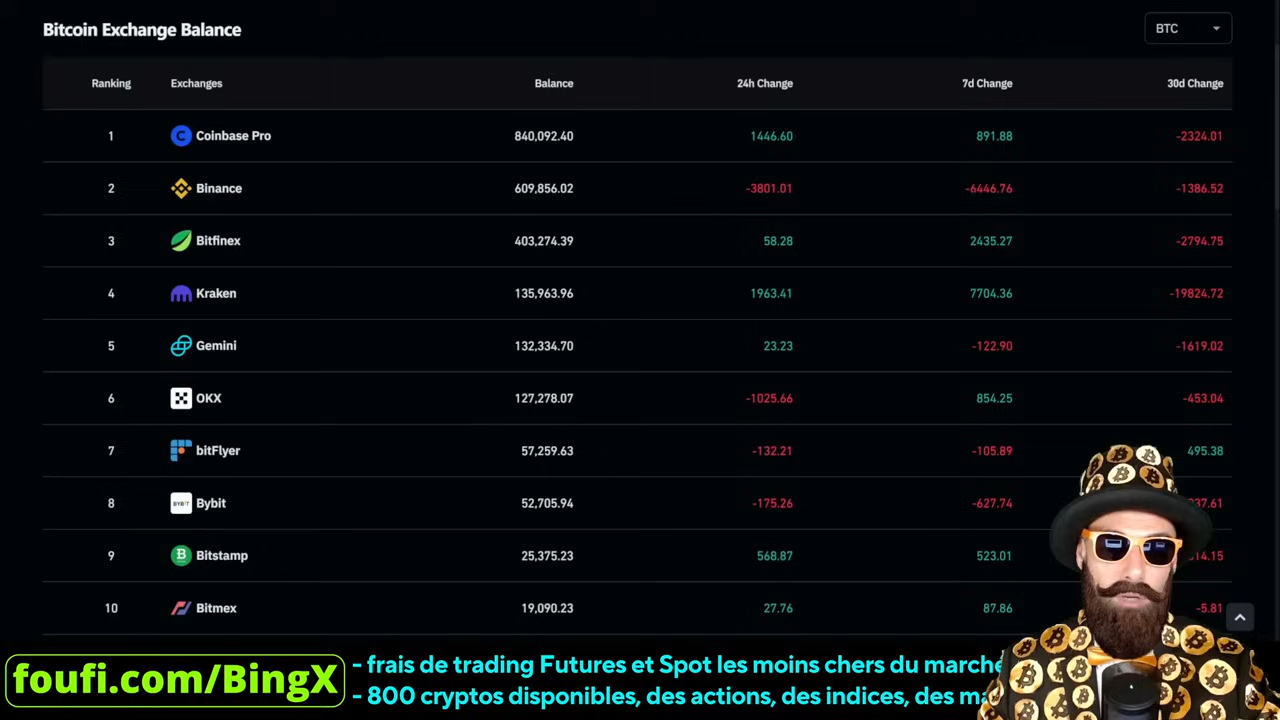 Bitcoin Exchange Balance
BTC
Ranking Exchanges Balance 24h Change 7d Change 30d Change
1 Coinbase Pro 840,092.40 1446.60 891.88 -2324.01
2 Binance 609,856.02 -3801.01 -6446.76 -1386.52
3 Bitfinex 403,274.39 58.28 2435.27 -2794.75
4 Kraken 135,963.96 1963.41 7704.36 -19824.72
5 Gemini 132,334.70 23.23 -122.90 -1619.02
6 OKX 127,278.07 -1025.66 854.25 -453.04
7 bitFlyer 57,259.63 -132.21 -105.89 495.38
8 BYBIT Bybit 52,705.94 -175.26 -627.74
9 Bitstamp 25,375.23 568.87 523.01
10 Bitmex 19,090.23 27.76 87.86 -5.81
foufi.com/BingX
- frais de trading Futures et Spot les moins chers du marché
- 800 cryptos disponibles, des actions, des indices, des